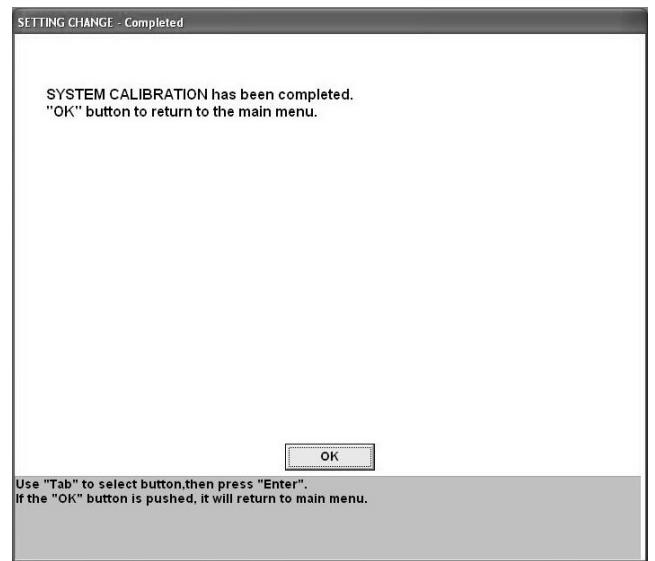 SETTING CHANGE - Completed
SYSTEM CALIBRATION has been completed.
"OK" button to return to the main menu.
OK
Use "Tab" to select button,then press "Enter".
If the "OK" button is pushed, it will return to main menu.